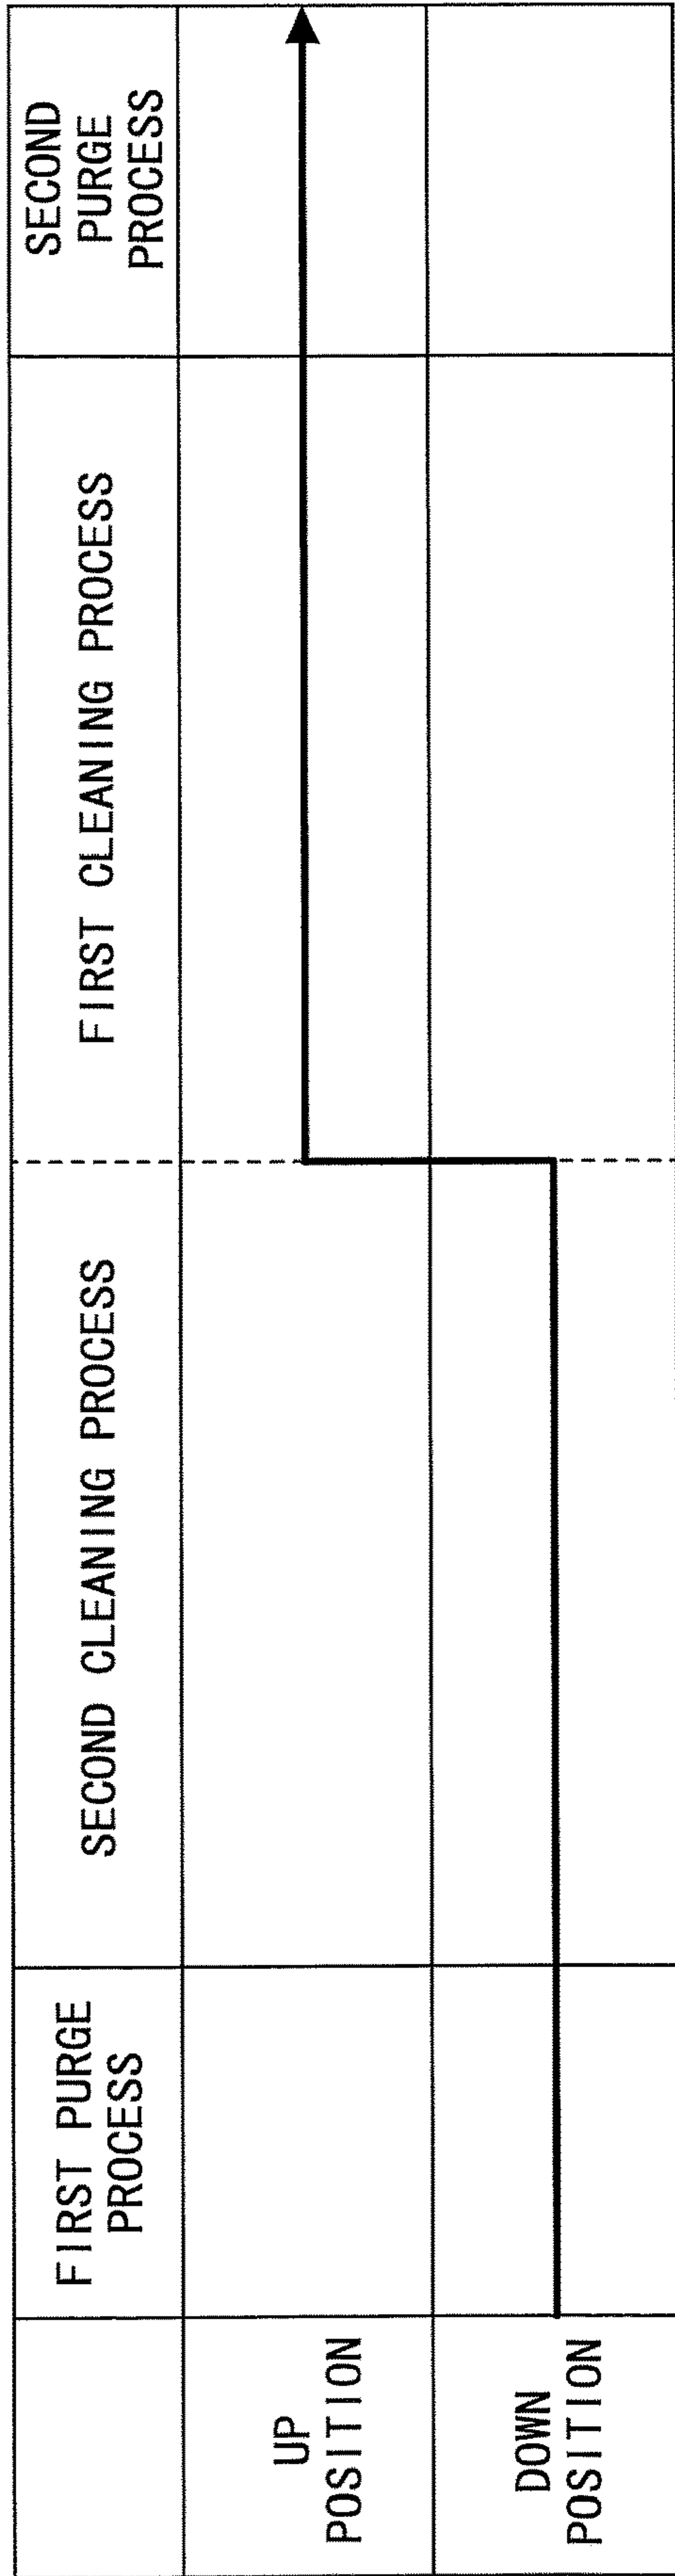 FIRST PURGE
PROCESS
SECOND CLEANING PROCESS
FIRST CLEANING PROCESS
SECOND
PURGE
PROCESS
UP
POSITION
DOWN
POSITION